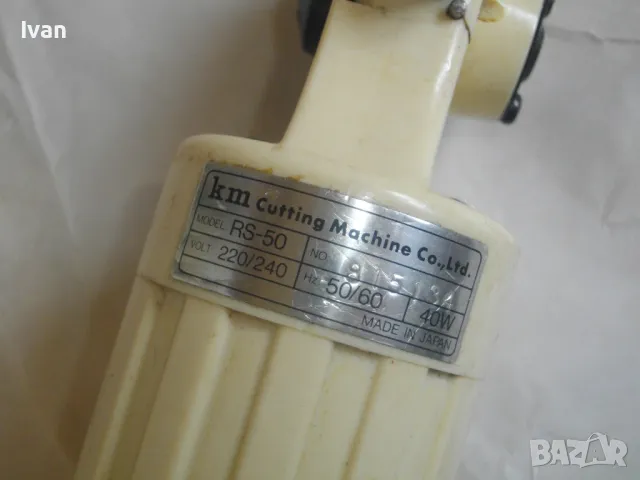 Ivan
km Cutting Machine Co.,Ltd.
MODEL RS-50 NO.
VOLT 220/240 HZ 50/60 40W
MADE IN JAPAN
BAZAR